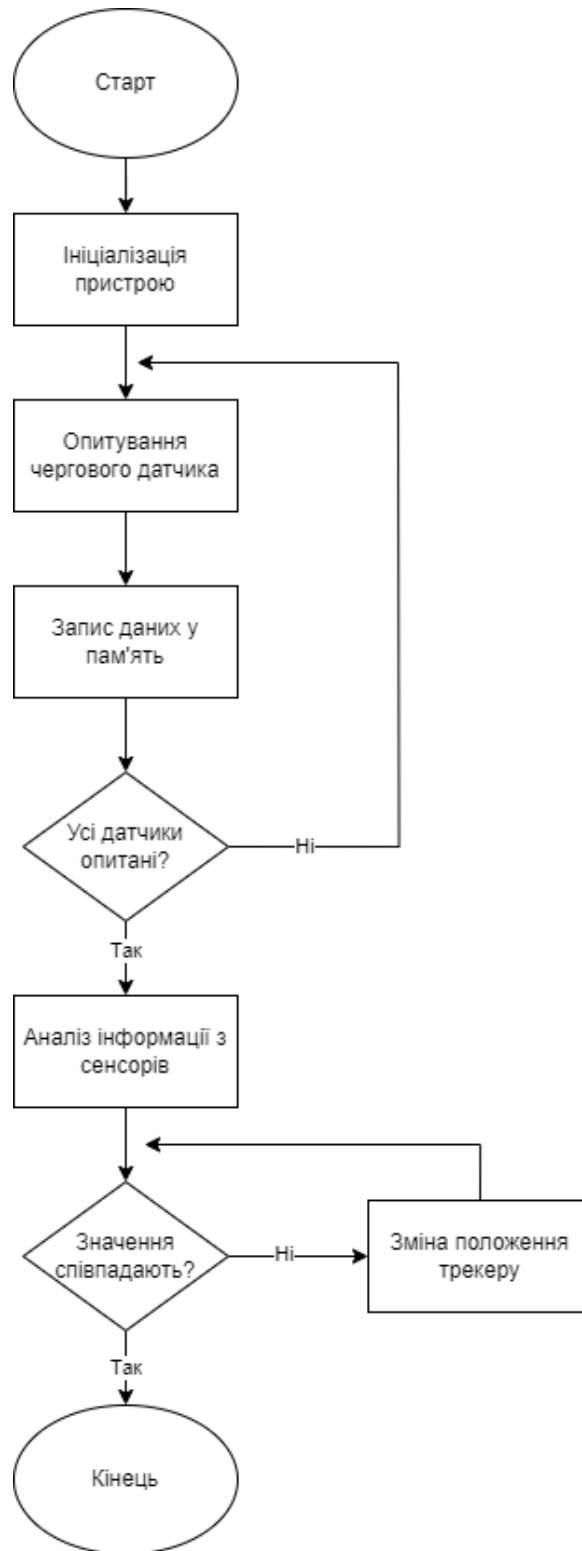 Старт
Ініціалізація
пристрою
Опитування
чергового датчика
Запис даних у
пам'ять
Усі датчики
опитані?
Ні
Так
Аналіз інформації з
сенсорів
Значення
співпадають?
Ні
Зміна положення
трекеру
Так
Кінець